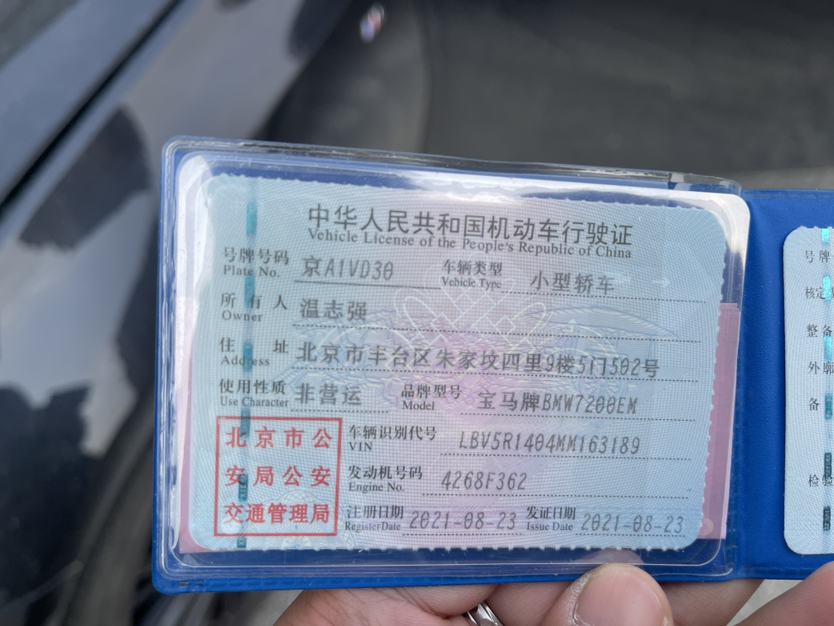 中华人民共和国机动车行驶证
Vehicle License of the People's Republic of China
号牌号码 京A1VD30 车辆类型 小型轿车
Plate No. Vehicle Type
所有人 温志强
Owner
住址 北京市丰台区朱家坟四里9楼5门502号
Address
使用性质 非营运 品牌型号 宝马牌BMW7200EM
Use Character Model
北京市公
安局公安
交通管理局
车辆识别代号 LBV5R1404MM163189
VIN
发动机号码 4268F362
Engine No.
注册日期 2021-08-23 发证日期 2021-08-23
Register Date Issue Date
号牌
核定
整备
外廓
备
检验